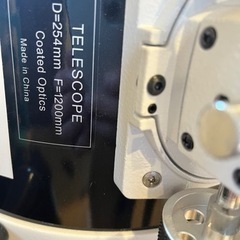 TELESCOPE
D=254mm F=1200mm
Coated Optics
Made in China